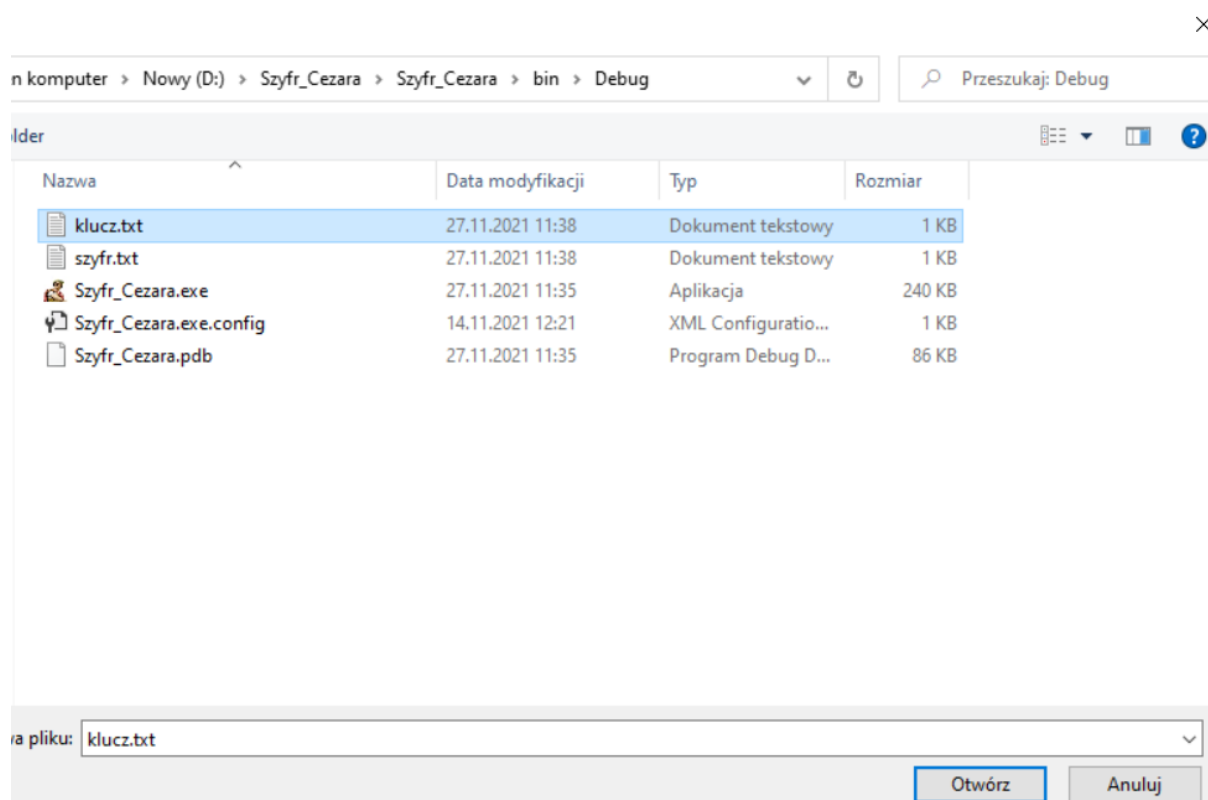 n komputer > Nowy (D:) > Szyfr_Cezara > Szyfr_Cezara > bin > Debug Przeszukaj: Debug
lder
Nazwa Data modyfikacji Typ Rozmiar
klucz.txt 27.11.2021 11:38 Dokument tekstowy 1 KB
szyfr.txt 27.11.2021 11:38 Dokument tekstowy 1 KB
Szyfr_Cezara.exe 27.11.2021 11:35 Aplikacja 240 KB
Szyfr_Cezara.exe.config 14.11.2021 12:21 XML Configuratio... 1 KB
Szyfr_Cezara.pdb 27.11.2021 11:35 Program Debug D... 86 KB
a pliku: klucz.txt
Otwórz Anuluj